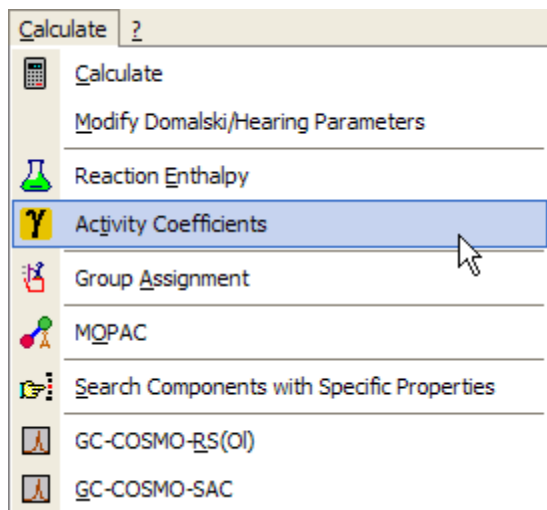 Calculate ?
Calculate
Modify Domalski/Hearing Parameters
Reaction Enthalpy
γ Activity Coefficients
Group Assignment
MOPAC
Search Components with Specific Properties
GC-COSMO-RS(Ol)
GC-COSMO-SAC